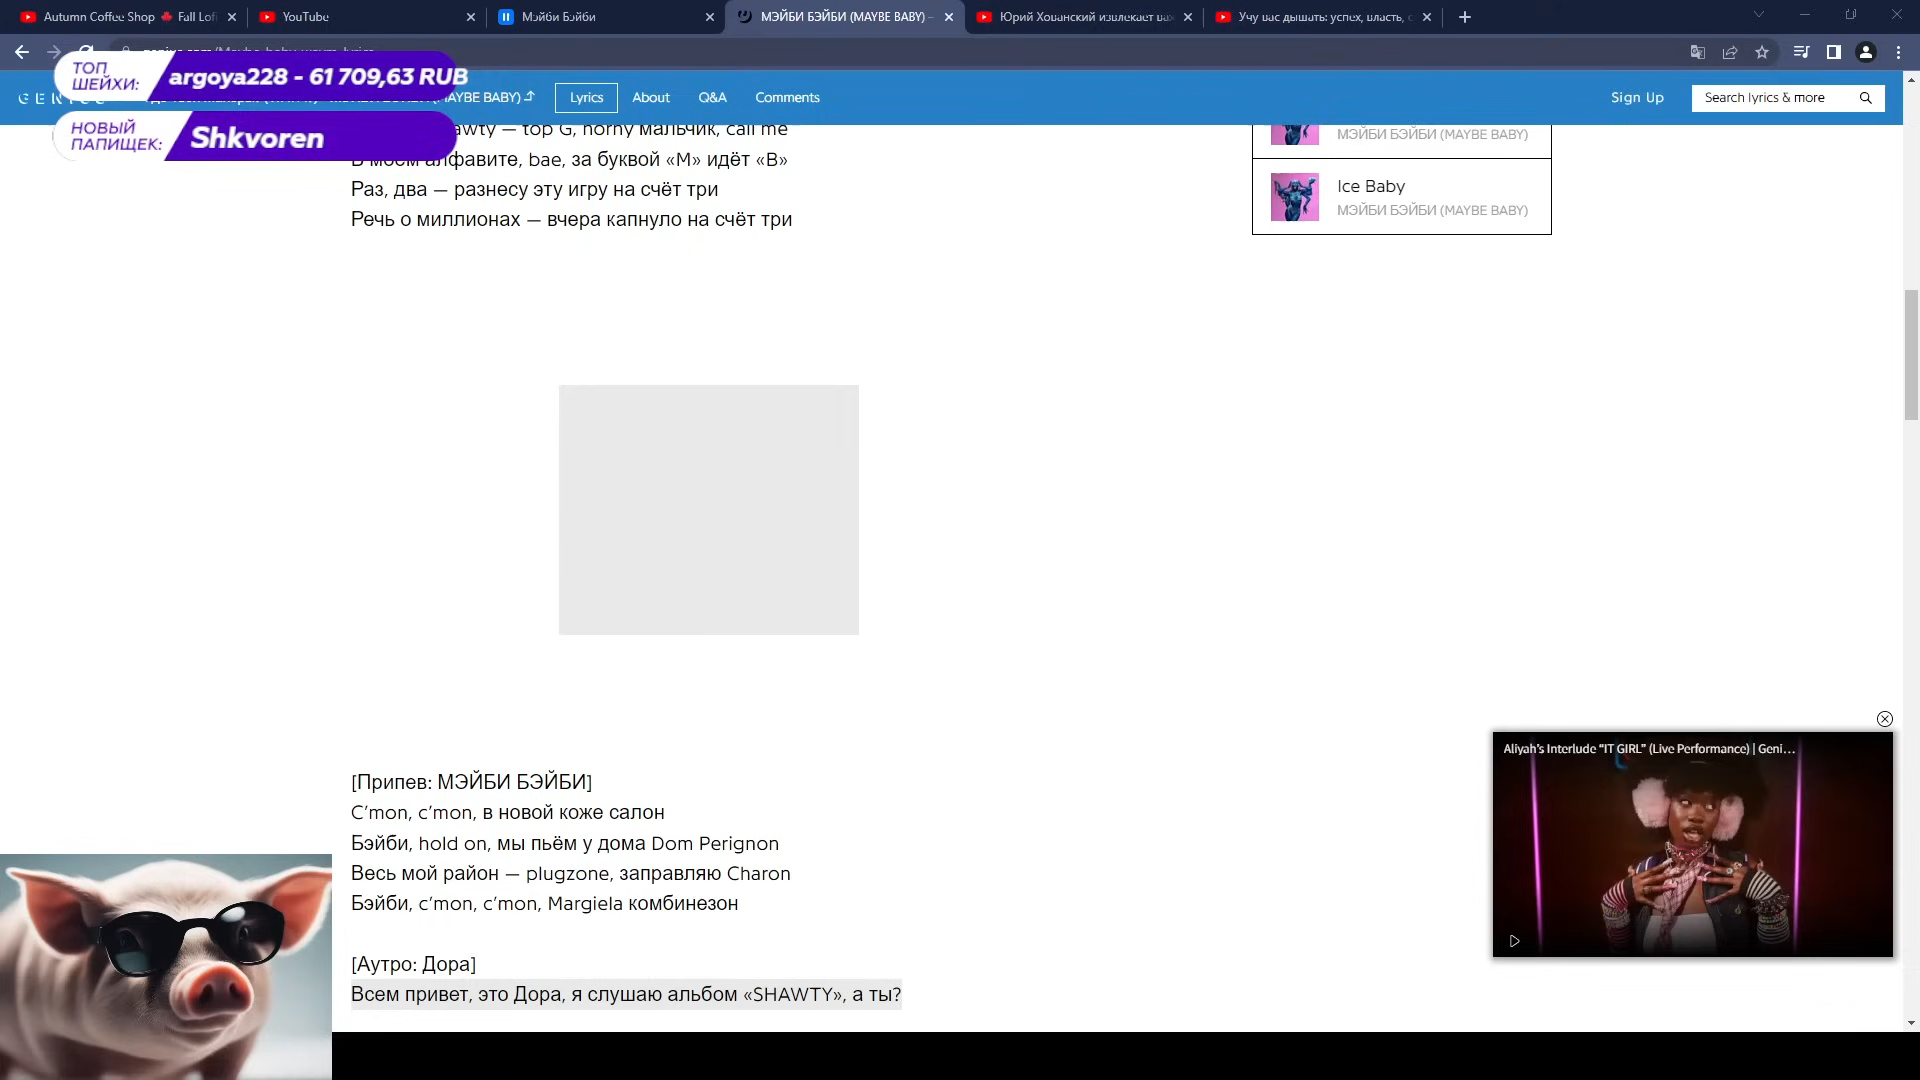 Autumn Coffee Shop 🍁 Fall Lofi
YouTube
Мэйби Бэйби
МЭЙБИ БЭЙБИ (MAYBE BABY) –
Юрий Хованский извлекает
Учу вас дышать: успех, власть,
ТОП
ШЕЙХИ:
argoya228 - 61 709,63 RUB
НОВЫЙ
ПАПИЩЕК:
Shkvoren
MAYBE BABY)
Lyrics
About
Q&A
Comments
Sign Up
Search lyrics & more
— top G, horny мальчик, call me
алфавите, bae, за буквой «М» идёт «В»
Раз, два — разнесу эту игру на счёт три
Речь о миллионах — вчера капнуло на счёт три
МЭЙБИ БЭЙБИ (MAYBE BABY)
Ice Baby
МЭЙБИ БЭЙБИ (MAYBE BABY)
Aliyah's Interlude “IT GIRL” (Live Performance) | Geni...
[Припев: МЭЙБИ БЭЙБИ]
C'mon, c'mon, в новой коже салон
Бэйби, hold on, мы пьём у дома Dom Perignon
Весь мой район — plugzone, заправляю Charon
Бэйби, c'mon, c'mon, Margiela комбинезон
[Аутро: Дора]
Всем привет, это Дора, я слушаю альбом «SHAWTY», а ты?